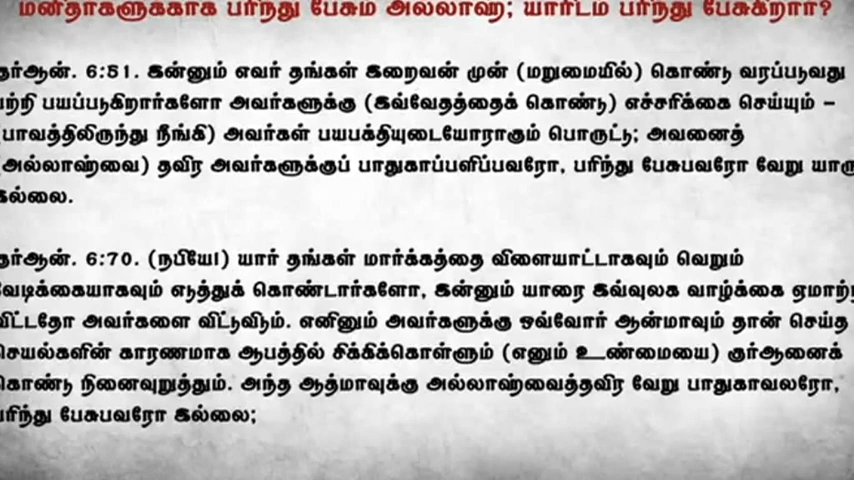 மனிதர்களுக்காக பரிந்து பேசும் அல்லாஹ்; யாரிடம் பரிந்து பேசுகிறார்?
குர்ஆன். 6:51. இன்னும் எவர் தங்கள் இறைவன் முன் (மறுமையில்) கொண்டு வரப்படுவது
பற்றி பயப்படுகிறார்களோ அவர்களுக்கு (இவ்வேதத்தைக் கொண்டு) எச்சரிக்கை செய்யும் –
(பாவத்திலிருந்து நீங்கி) அவர்கள் பயபக்தியுடையோராகும் பொருட்டு; அவனைத்
(அல்லாஹ்வை) தவிர அவர்களுக்குப் பாதுகாப்பளிப்பவரோ, பரிந்து பேசுபவரோ வேறு யாரு
இல்லை.
குர்ஆன். 6:70. (நபியே!) யார் தங்கள் மார்க்கத்தை விளையாட்டாகவும் வெறும்
வேடிக்கையாகவும் எடுத்துக் கொண்டார்களோ, இன்னும் யாரை இவ்வுலக வாழ்க்கை ஏமாற்றி
விட்டதோ அவர்களை விட்டுவிடும். எனினும் அவர்களுக்கு ஒவ்வோர் ஆன்மாவும் தான் செய்த
செயல்களின் காரணமாக ஆபத்தில் சிக்கிக்கொள்ளும் (எனும் உண்மையை) குர்ஆனைக்
கொண்டு நினைவுறுத்தும். அந்த ஆத்மாவுக்கு அல்லாஹ்வைத்தவிர வேறு பாதுகாவலரோ,
பரிந்து பேசுபவரோ இல்லை;